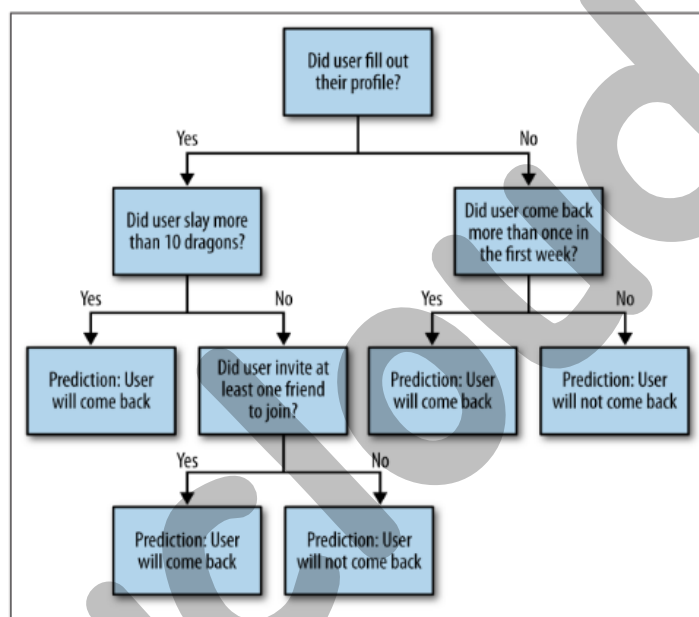 Did user fill out
their profile?
Yes
No
Did user slay more
than 10 dragons?
Did user come back
more than once in
the first week?
Yes
No
Yes
No
Prediction: User
will come back
Did user invite at
least one friend
to join?
Prediction: User
will come back
Prediction: User
will not come back
Yes
No
Prediction: User
will come back
Prediction: User
will not come back
cloud